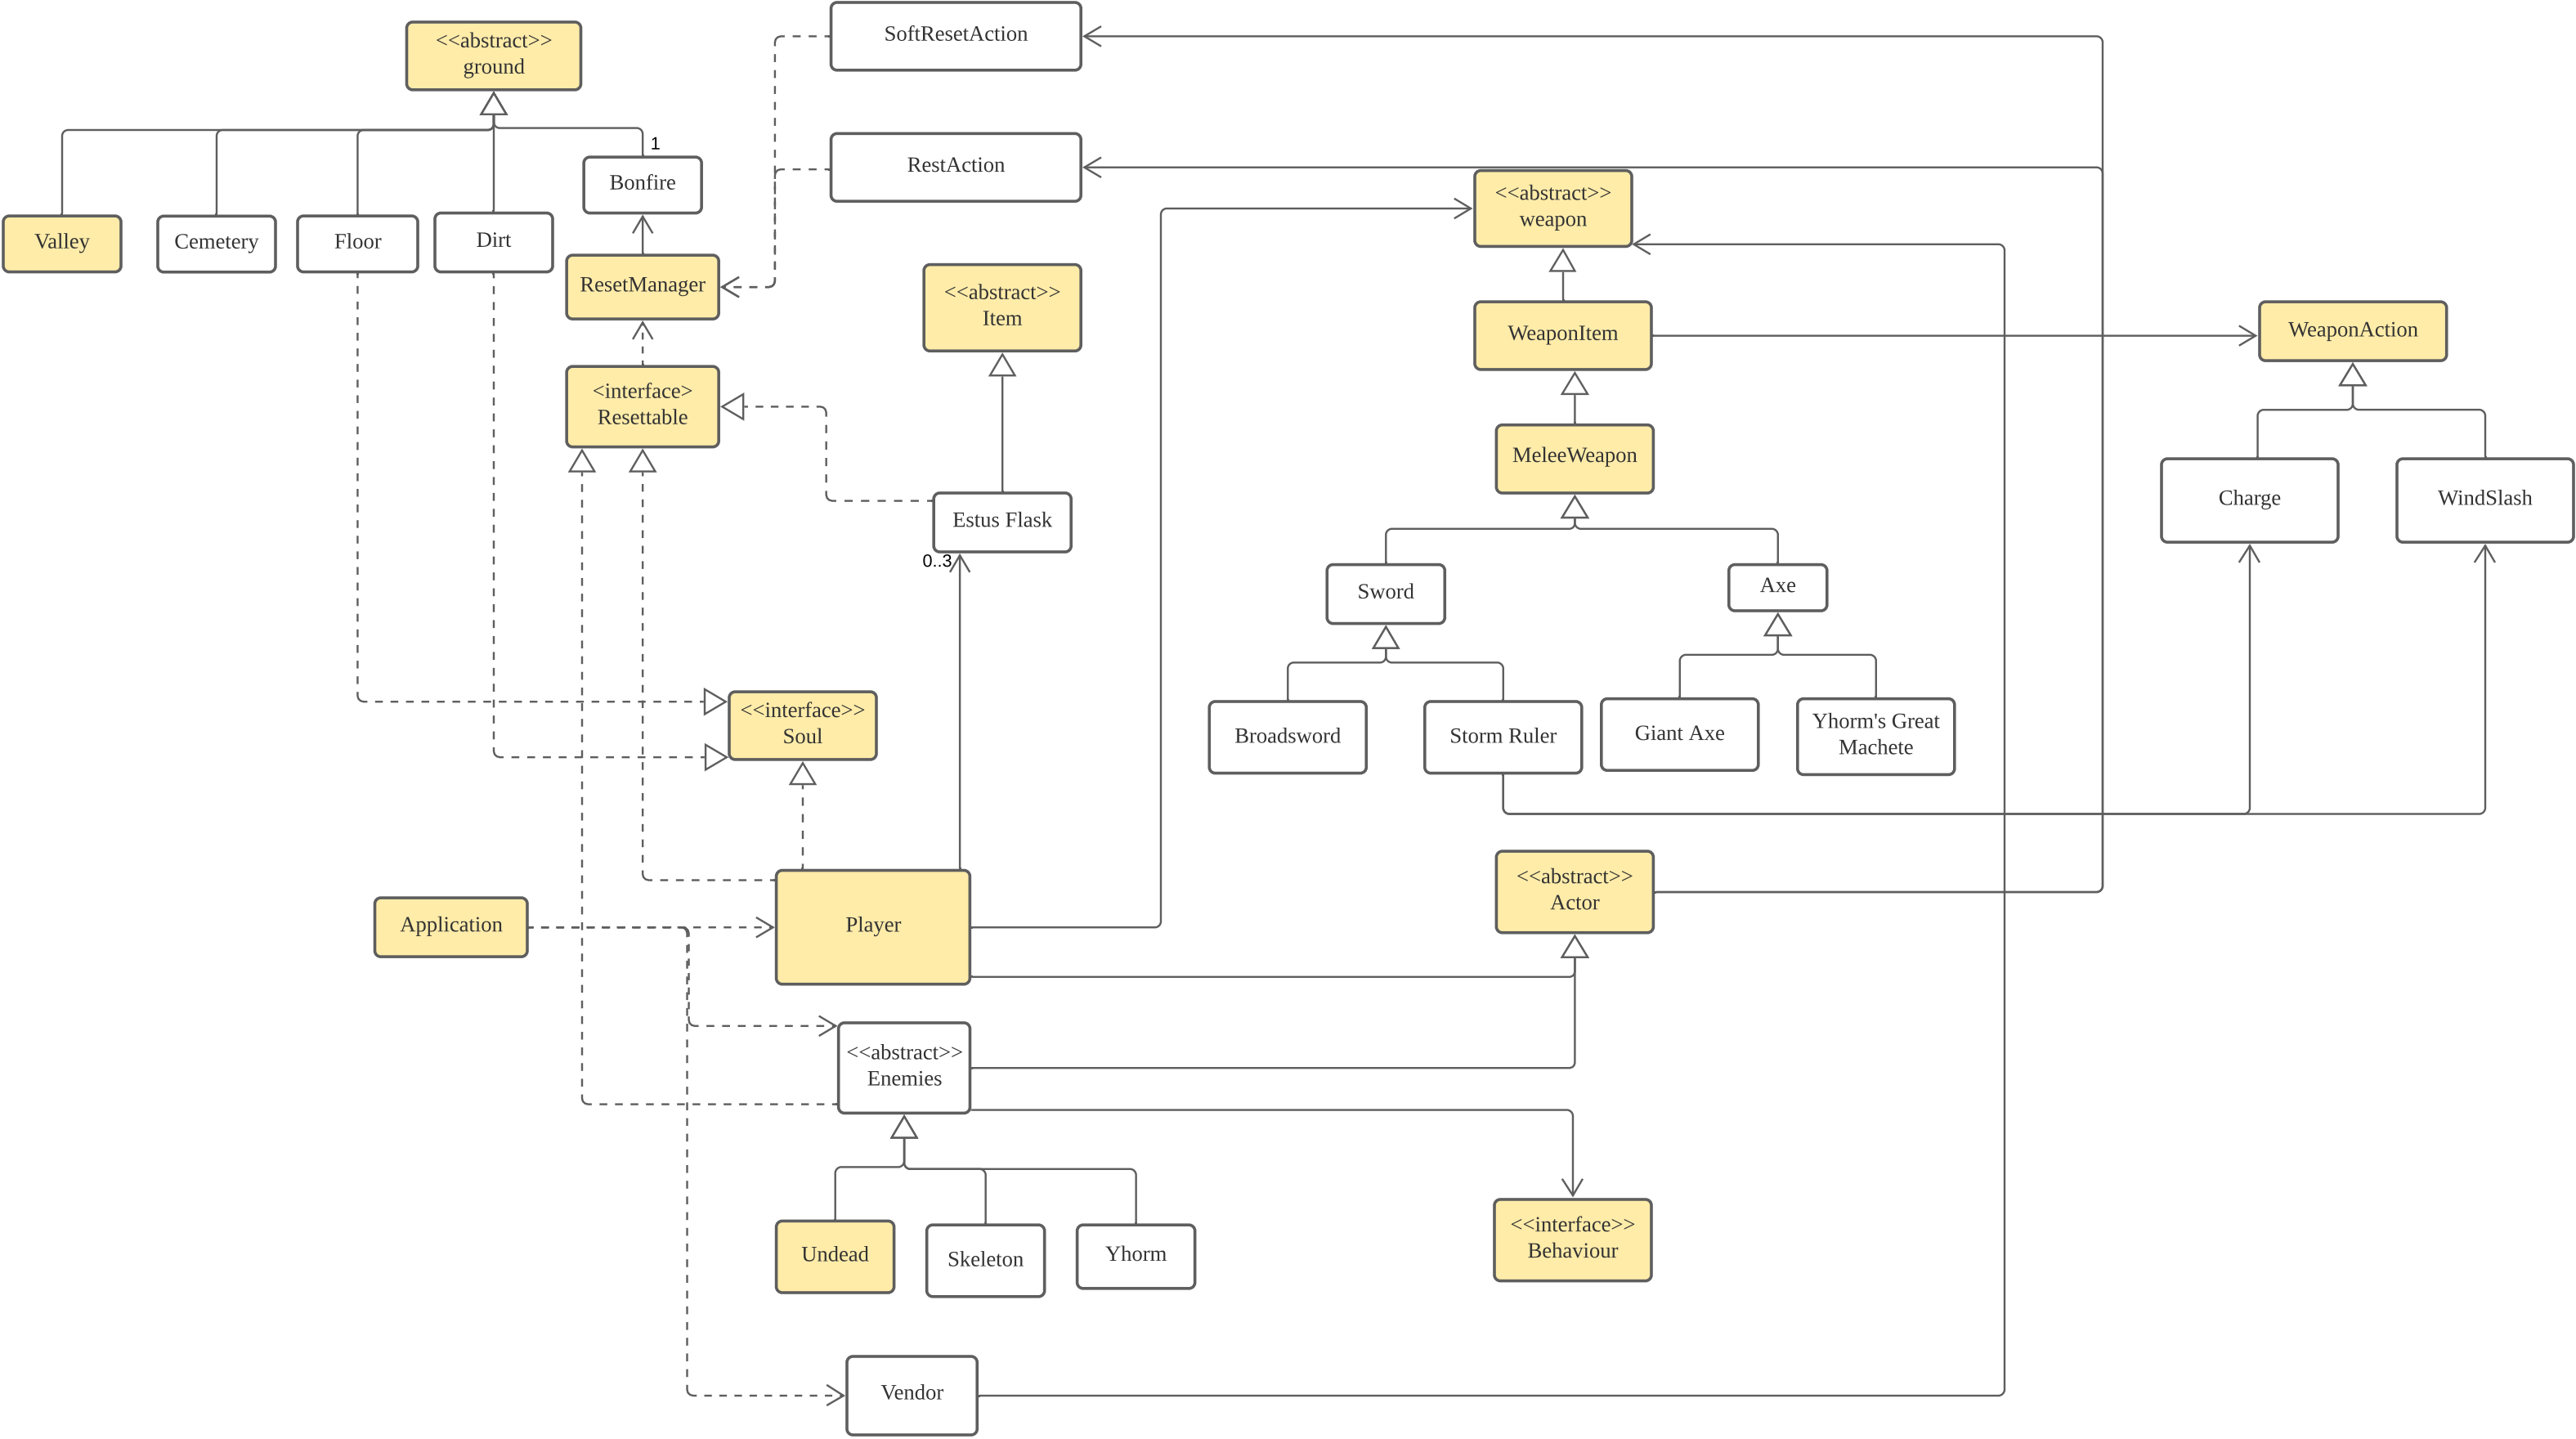 SoftResetAction
<<abstract>>
ground
1
RestAction
Bonfire
<<abstract>>
weapon
Valley
Cemetery
Floor
Dirt
ResetManager
<<abstract>>
Item
WeaponItem
WeaponAction
<interface>
Resettable
MeleeWeapon
Charge
WindSlash
Estus Flask
0..3
Sword
Axe
<<interface>>
Soul
Broadsword
Storm Ruler
Giant Axe
Yhorm's Great
Machete
<<abstract>>
Actor
Application
Player
<<abstract>>
Enemies
Undead
Skeleton
Yhorm
<<interface>>
Behaviour
Vendor